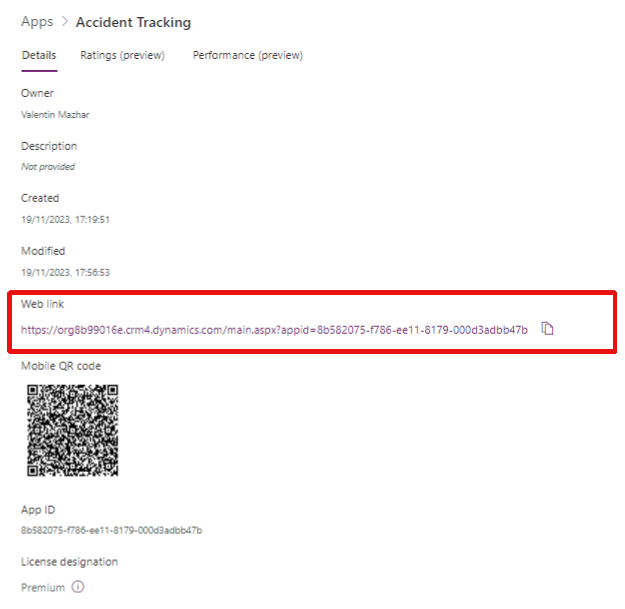 Apps > Accident Tracking
Details Ratings (preview) Performance (preview)
Owner
Valentin Mazhar
Description
Not provided
Created
19/11/2023, 17:19:51
Modified
19/11/2023, 17:56:53
Web link
https://org8b99016e.crm4.dynamics.com/main.aspx?appid=8b582075-f786-ee11-8179-000d3adbb47b
Mobile QR code
App ID
8b582075-f786-ee11-8179-000d3adbb47b
License designation
Premium